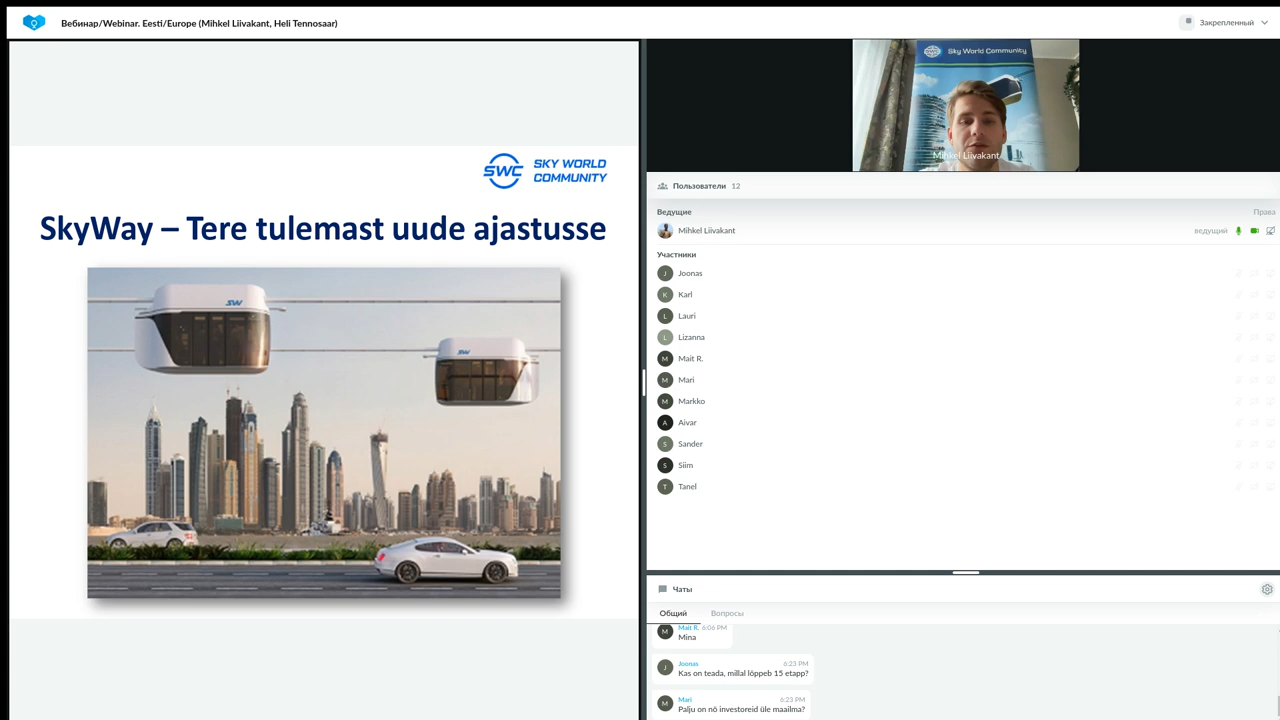 Вебинар/Webinar. Eesti/Europe (Mihkel Liivakant, Heli Tennosaar)
Закрепленный
SWC SKY WORLD
COMMUNITY
SkyWay – Tere tulemast uude ajastusse
SW
SW
Sky World Community
Mihkel Liivakant
Пользователи 12
Ведущие Права
Mihkel Liivakant ведущий
Участники
J Joonas
K Karl
L Lauri
L Lizanna
M Mait R.
M Mari
M Markko
A Aivar
S Sander
S Siim
T Tanel
Чаты
Общий Вопросы
M Mait R. 6:06 PM
Mina
J Joonas 6:23 PM
Kas on teada, millal lõppeb 15 etapp?
M Mari 6:23 PM
Palju on nö investoreid üle maailma?